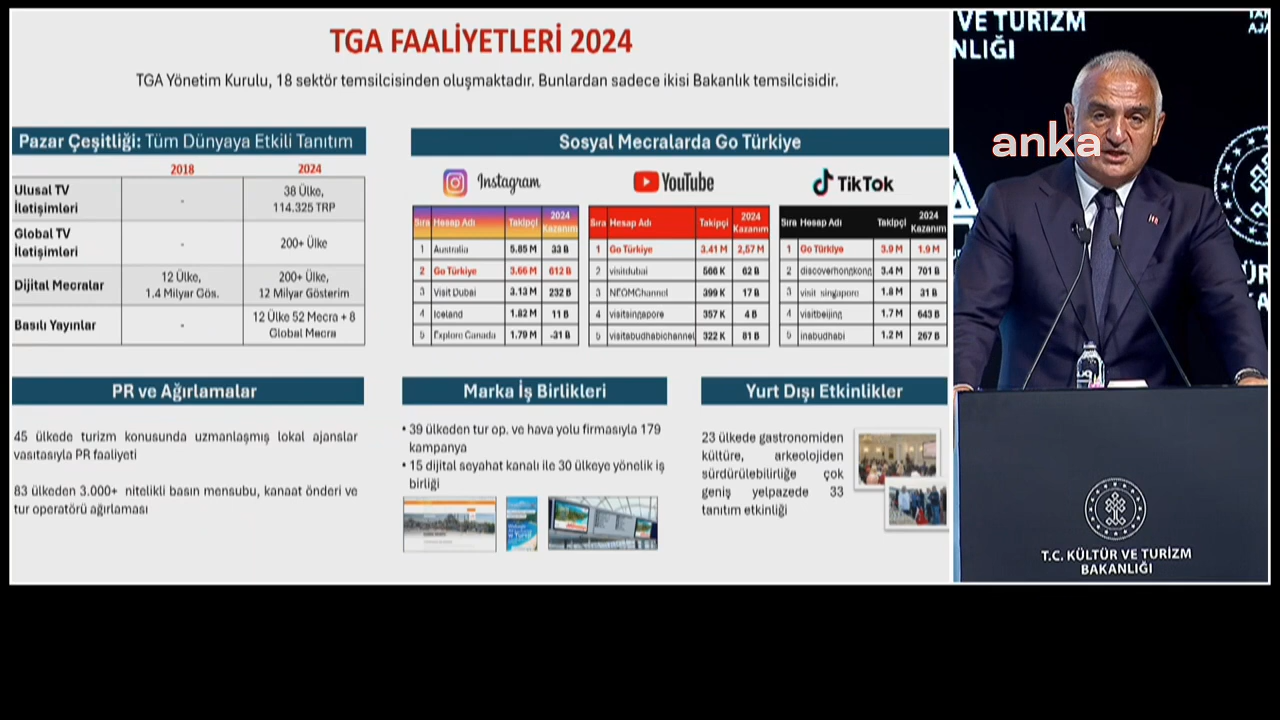 TGA FAALİYETLERİ 2024
TGA Yönetim Kurulu, 18 sektör temsilcisinden oluşmaktadır. Bunlardan sadece ikisi Bakanlık temsilcisidir.
Pazar Çeşitliği: Tüm Dünyaya Etkili Tanıtım
2018 2024
Ulusal TV İletişimleri - 38 Ülke, 114.325 TRP
Global TV İletişimleri - 200+ Ülke
Dijital Mecralar 12 Ülke, 1.4 Milyar Gös. 200+ Ülke, 12 Milyar Gösterim
Basılı Yayınlar - 12 Ülke 52 Mecra + 8 Global Mecra
Sosyal Mecralarda Go Türkiye
Instagram
Sıra Hesap Adı Takipçi 2024 Kazanım
1 Australia 5.85 M 33 B
2 Go Türkiye 3.66 M 612 B
3 Visit Dubai 3.13 M 232 B
4 Iceland 1.82 M 11 B
5 Explore Canada 1.79 M -31 B
YouTube
Sıra Hesap Adı Takipçi 2024 Kazanım
1 Go Türkiye 3.41 M 2,57 M
2 visitdubai 566 K 62 B
3 NEOMChannel 399 K 17 B
4 visitsingapore 357 K 4 B
5 visitabudhabichannel 322 K 81 B
TikTok
Sıra Hesap Adı Takipçi 2024 Kazanım
1 Go Türkiye 3.9 M 1.9 M
2 discoverhongkong 3.4 M 701 B
3 visit_singapore 1.8 M 31 B
4 visitbeijing 1.7 M 643 B
5 inabudhabi 1.2 M 267 B
PR ve Ağırlamalar
45 ülkede turizm konusunda uzmanlaşmış lokal ajanslar
vasıtasıyla PR faaliyeti
83 ülkeden 3.000+ nitelikli basın mensubu, kanaat önderi ve
tur operatörü ağırlaması
Marka İş Birlikleri
• 39 ülkeden tur op. ve hava yolu firmasıyla 179
kampanya
• 15 dijital seyahat kanalı ile 30 ülkeye yönelik iş
birliği
Yurt Dışı Etkinlikler
23 ülkede gastronomiden
kültüre, arkeolojiden
sürdürülebilirliğe çok
geniş yelpazede 33
tanıtım etkinliği
VE TURİZM
NLIĞI
anka
T.C. KÜLTÜR VE TURİZM
BAKANLIĞI